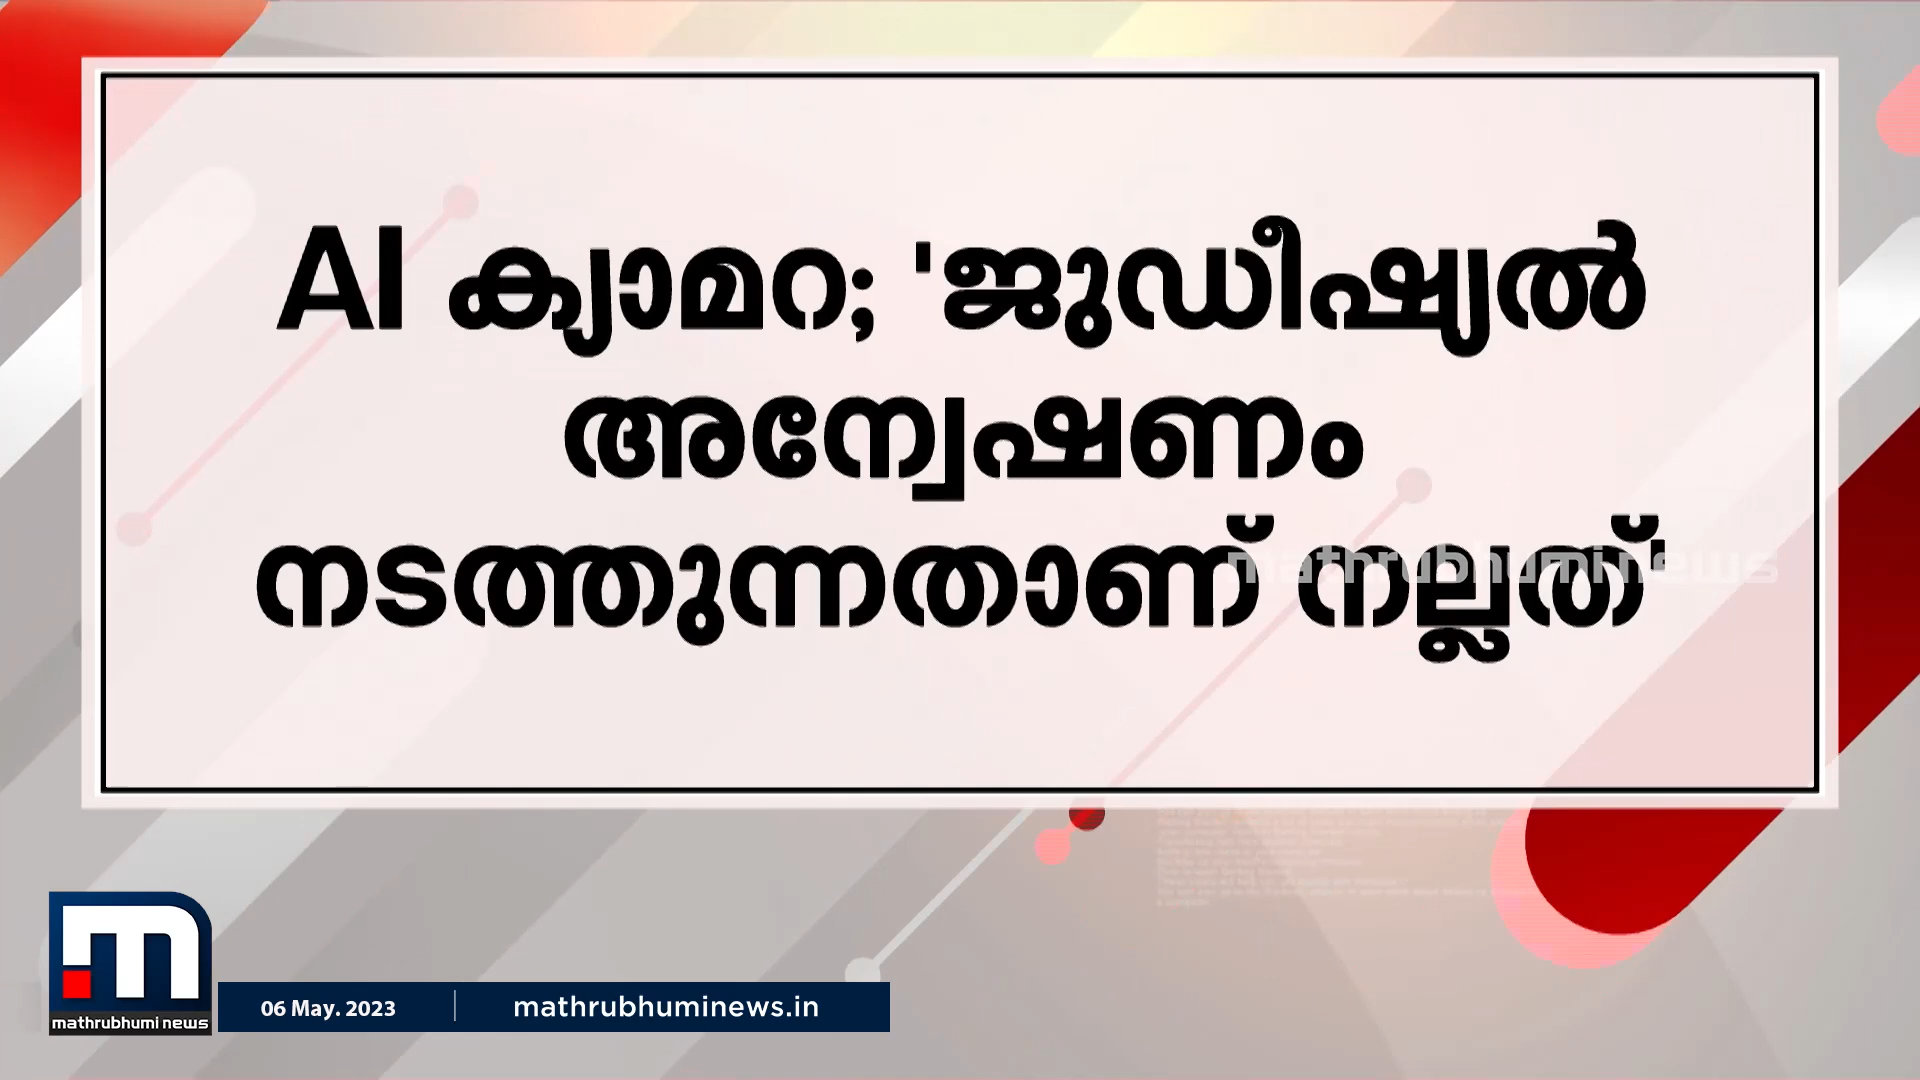 AI ക്യാമറ; 'ജുഡീഷ്യൽ
അന്വേഷണം
നടത്തുന്നതാണ് നല്ലത്'
mathrubhumi news
mathrubhumi news
06 May. 2023
mathrubhuminews.in